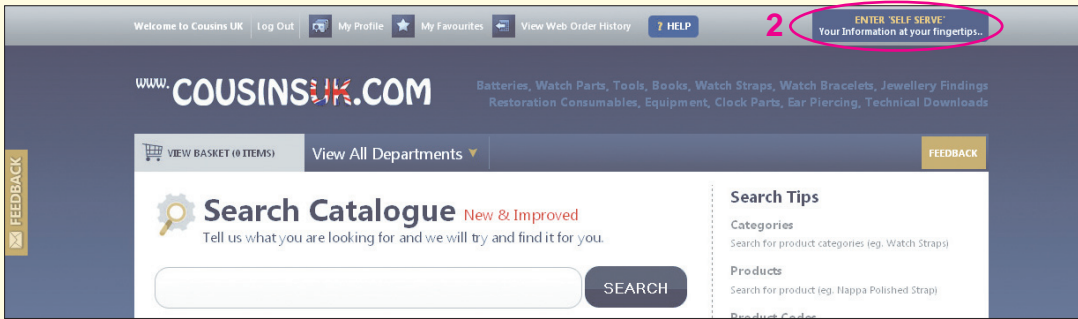 Welcome to Cousins UK Log Out My Profile My Favourites View Web Order History ? HELP
2
ENTER 'SELF SERVE'
Your Information at your fingertips..
www.COUSINSUK.COM
Batteries, Watch Parts, Tools, Books, Watch Straps, Watch Bracelets, Jewellery Findings
Restoration Consumables, Equipment, Clock Parts, Ear Piercing, Technical Downloads
VIEW BASKET (0 ITEMS) View All Departments FEEDBACK
FEEDBACK
Search Catalogue New & Improved
Tell us what you are looking for and we will try and find it for you.
SEARCH
Search Tips
Categories
Search for product categories (eg. Watch Straps)
Products
Search for product (eg. Nappa Polished Strap)
Product Codes